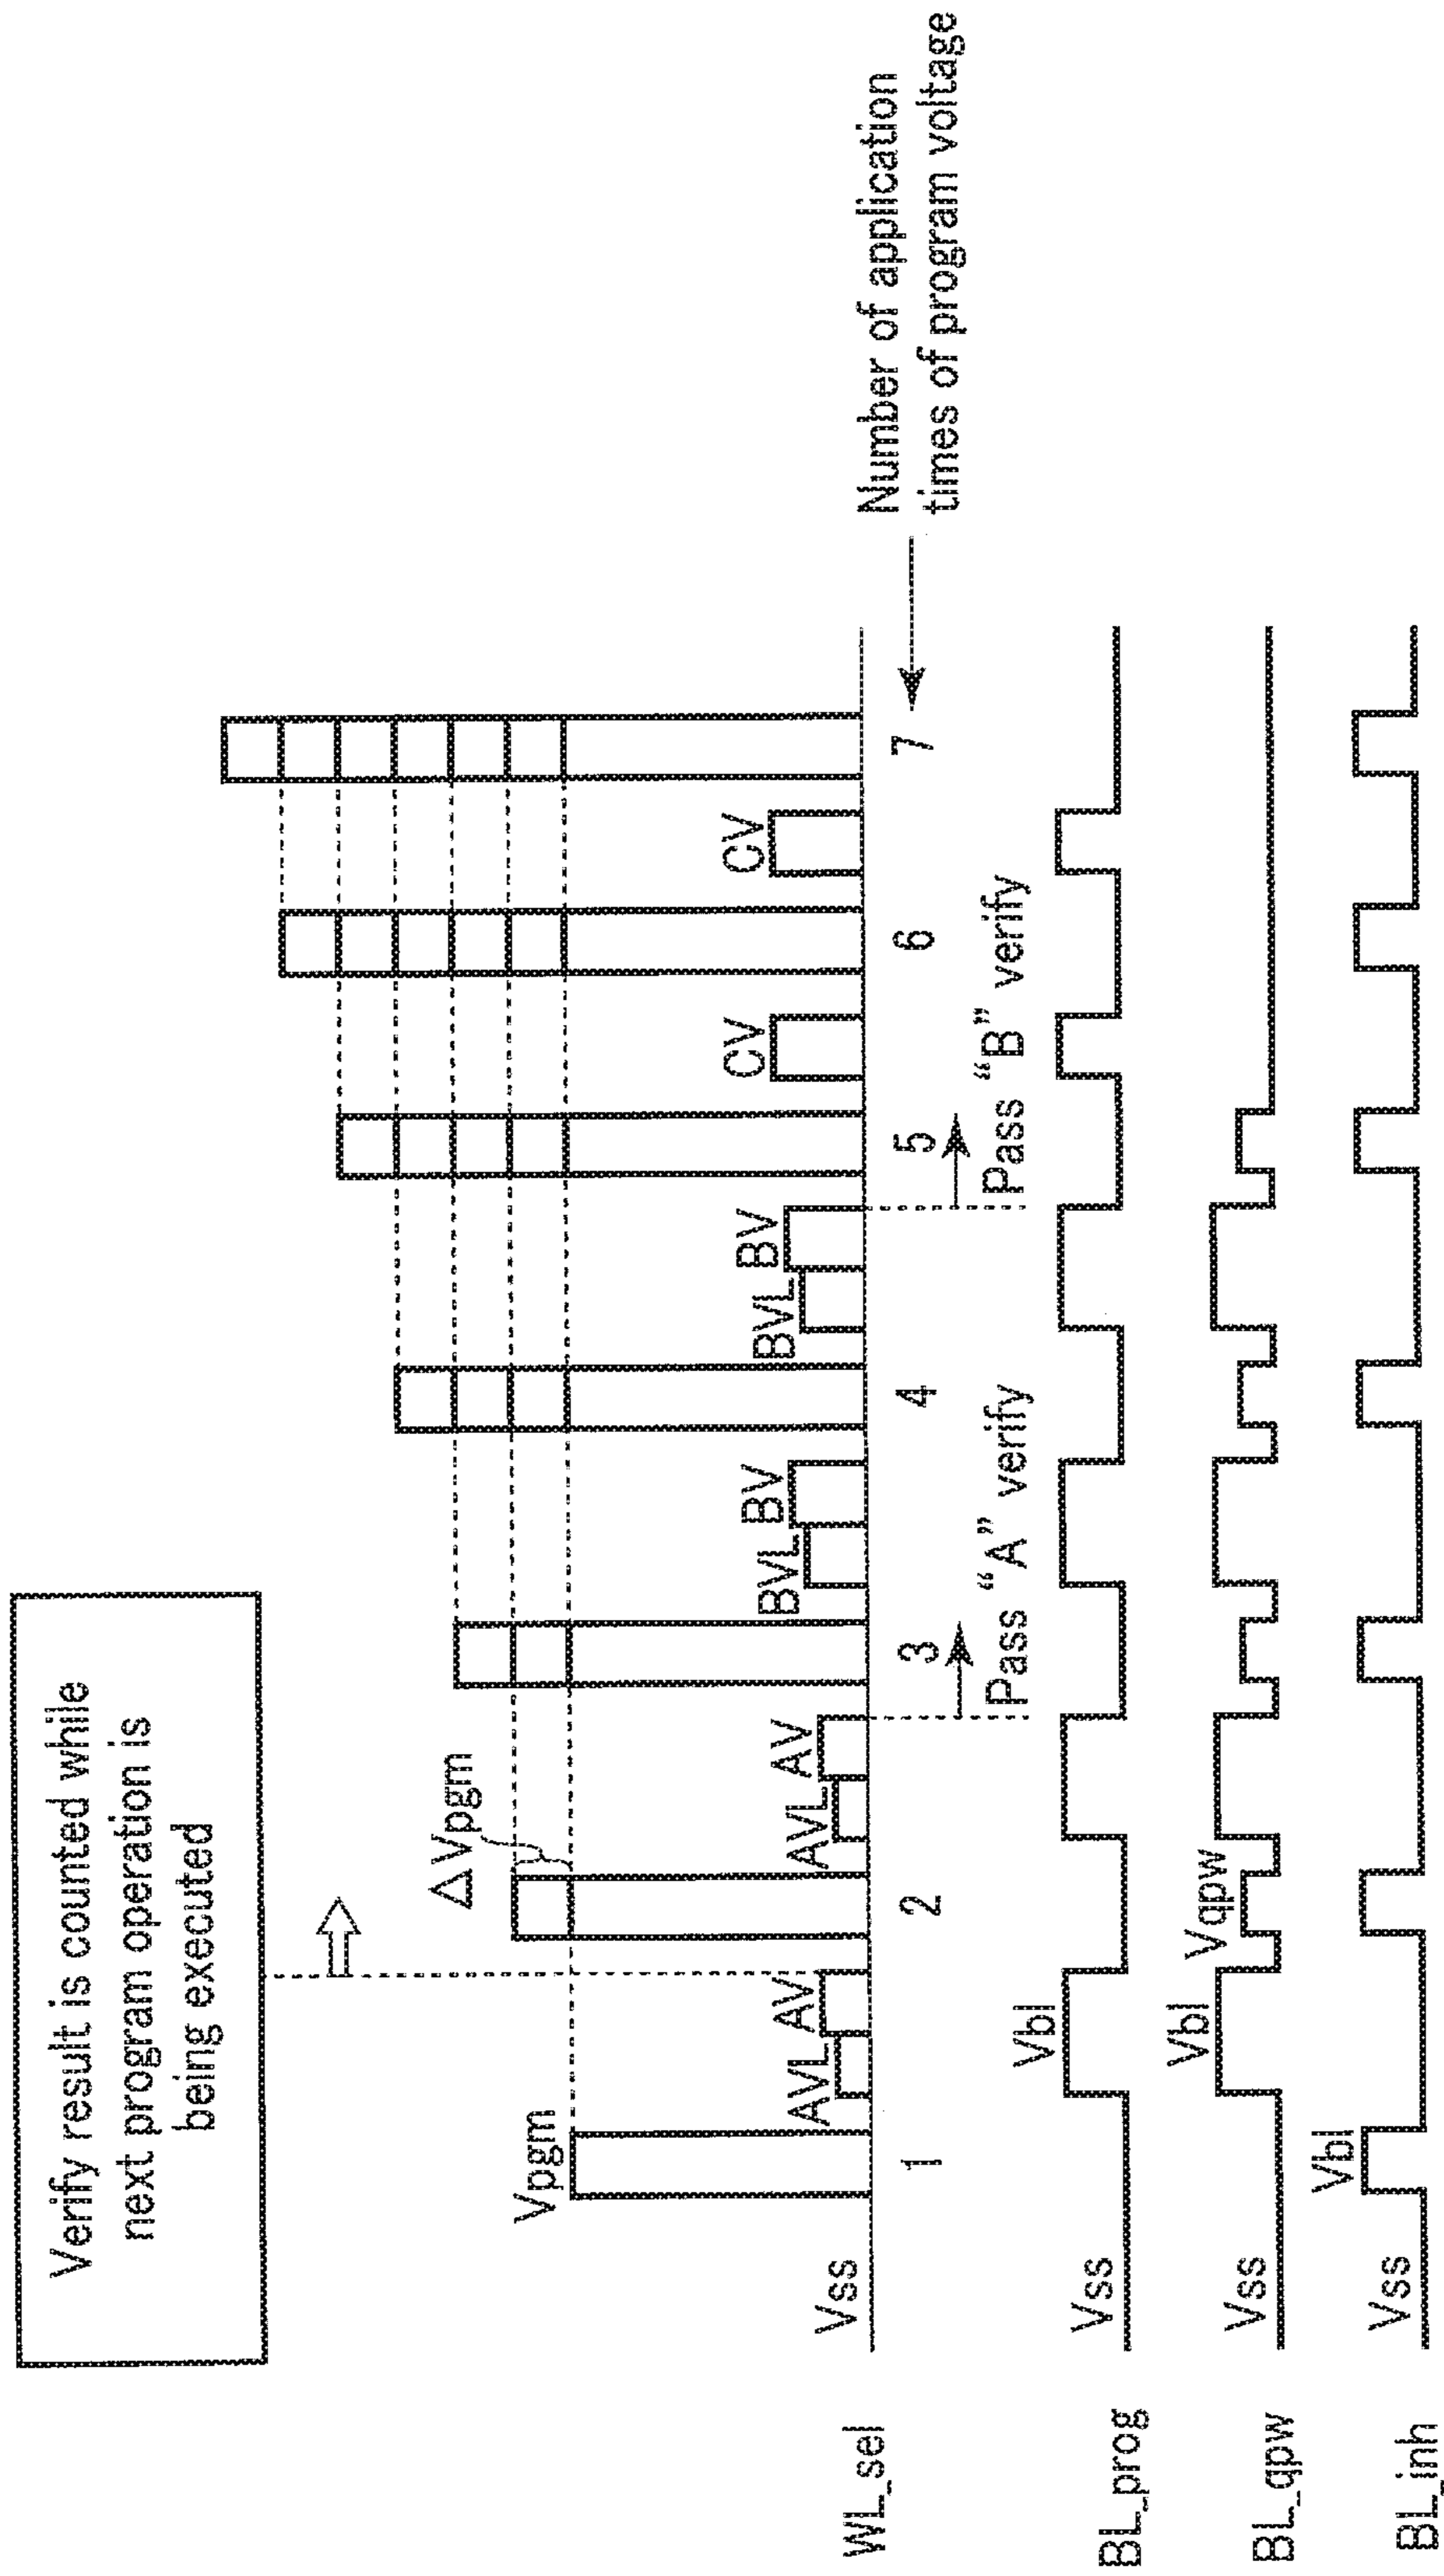 Verify result is counted while
next program operation is
being executed
ΔVpgm
Vpgm
AVL
AV
AVL
AV
BVL
BV
BVL
BV
CV
CV
WL_sel
Vss
1
2
3
4
5
6
7
Number of application
times of program voltage
Pass “A” verify
Pass “B” verify
BL_prog
Vss
Vbl
BL_qpw
Vss
Vbl
Vqpw
BL_inh
Vss
Vbl